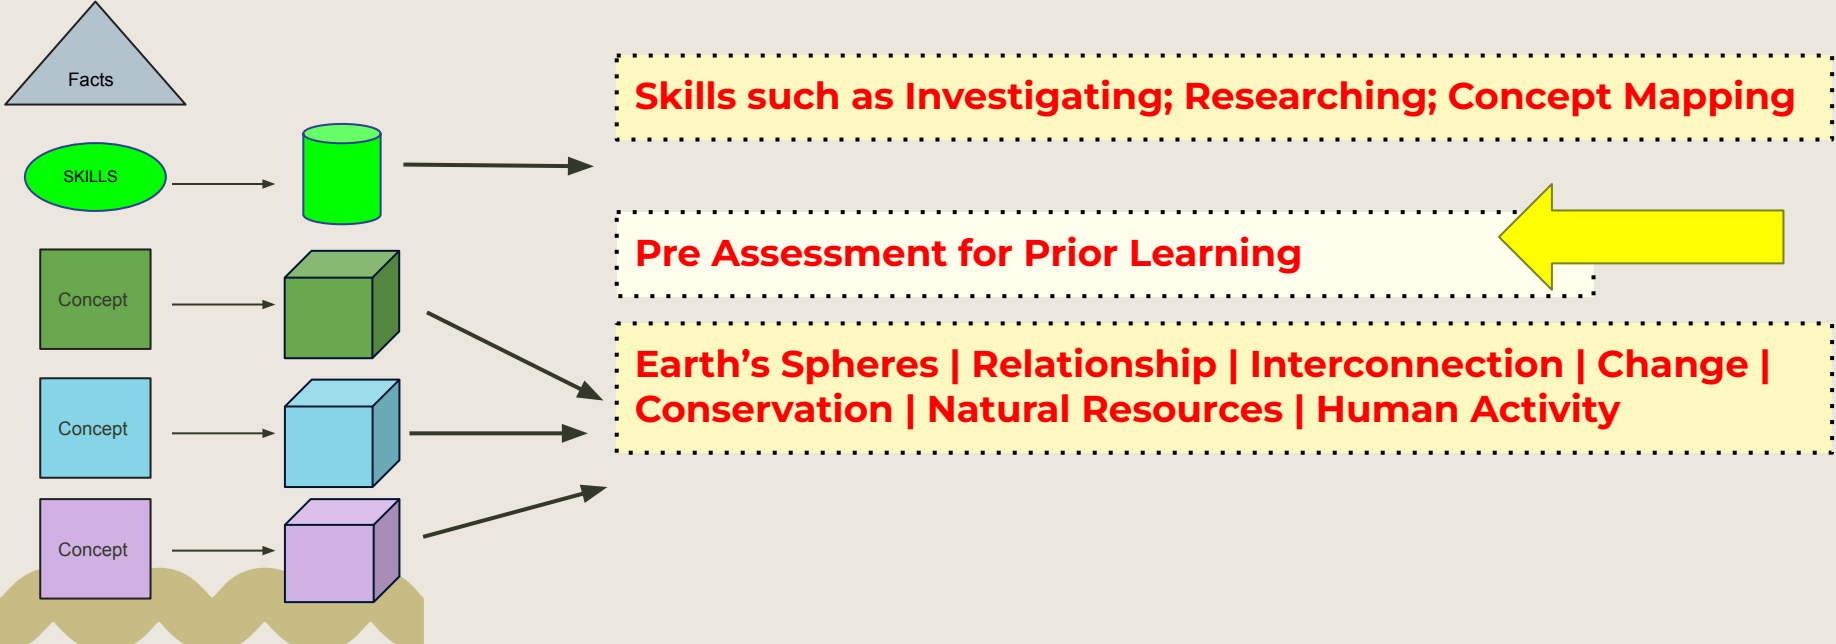 Facts
Skills such as Investigating; Researching; Concept Mapping
SKILLS
Pre Assessment for Prior Learning
Concept
Earth’s Spheres | Relationship | Interconnection | Change |
Conservation | Natural Resources | Human Activity
Concept
Concept